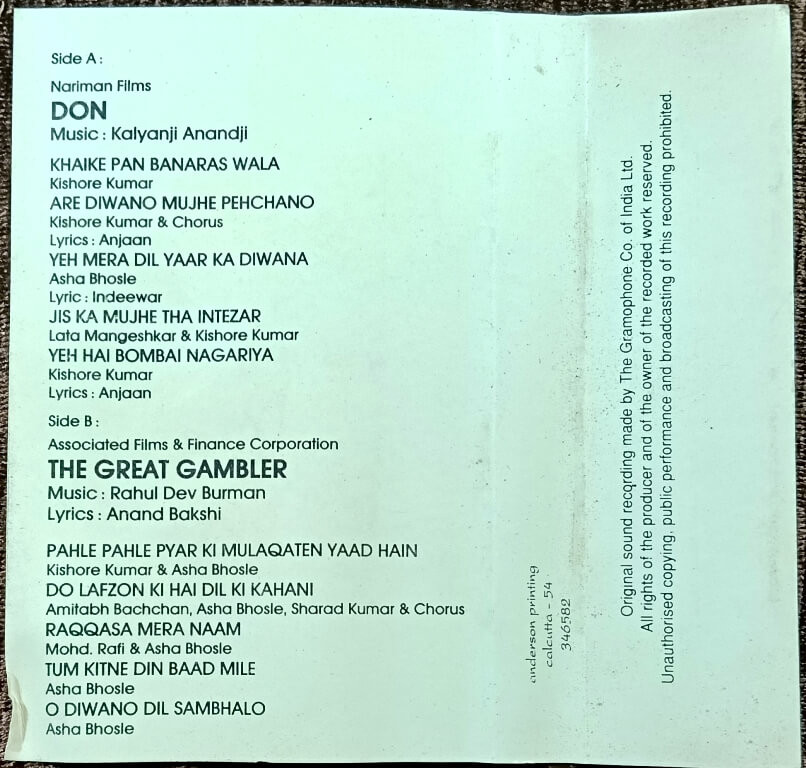 Side A :
Nariman Films
DON
Music : Kalyanji Anandji
KHAIKE PAN BANARAS WALA
Kishore Kumar
ARE DIWANO MUJHE PEHCHANO
Kishore Kumar & Chorus
Lyrics : Anjaan
YEH MERA DIL YAAR KA DIWANA
Asha Bhosle
Lyric : Indeewar
JIS KA MUJHE THA INTEZAR
Lata Mangeshkar & Kishore Kumar
YEH HAI BOMBAI NAGARIYA
Kishore Kumar
Lyrics : Anjaan
Side B :
Associated Films & Finance Corporation
THE GREAT GAMBLER
Music : Rahul Dev Burman
Lyrics : Anand Bakshi
PAHLE PAHLE PYAR KI MULAQATEN YAAD HAIN
Kishore Kumar & Asha Bhosle
DO LAFZON KI HAI DIL KI KAHANI
Amitabh Bachchan, Asha Bhosle, Sharad Kumar & Chorus
RAQQASA MERA NAAM
Mohd. Rafi & Asha Bhosle
TUM KITNE DIN BAAD MILE
Asha Bhosle
O DIWANO DIL SAMBHALO
Asha Bhosle
anderson printing
calcutta - 54
346582
Original sound recording made by The Gramophone Co. of India Ltd.
All rights of the producer and of the owner of the recorded work reserved.
Unauthorised copying, public performance and broadcasting of this recording prohibited.